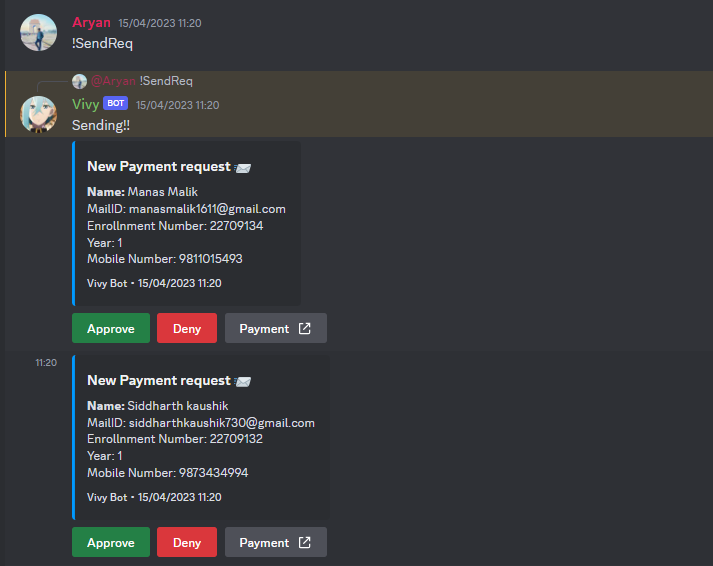 Aryan 15/04/2023 11:20
!SendReq
@Aryan !SendReq
Vivy BOT 15/04/2023 11:20
Sending!!
New Payment request
Name: Manas Malik
MailID: manasmalik1611@gmail.com
Enrollnment Number: 22709134
Year: 1
Mobile Number: 9811015493
Vivy Bot • 15/04/2023 11:20
Approve Deny Payment
11:20
New Payment request
Name: Siddharth kaushik
MailID: siddharthkaushik730@gmail.com
Enrollnment Number: 22709132
Year: 1
Mobile Number: 9873434994
Vivy Bot • 15/04/2023 11:20
Approve Deny Payment